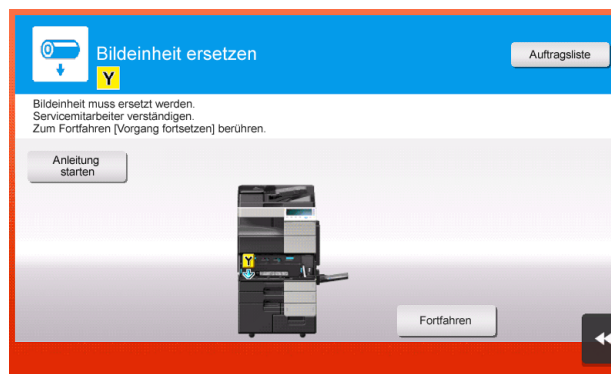 Bildeinheit ersetzen
Y
Auftragsliste
Bildeinheit muss ersetzt werden.
Servicemitarbeiter verständigen.
Zum Fortfahren [Vorgang fortsetzen] berühren.
Anleitung
starten
Y
Fortfahren